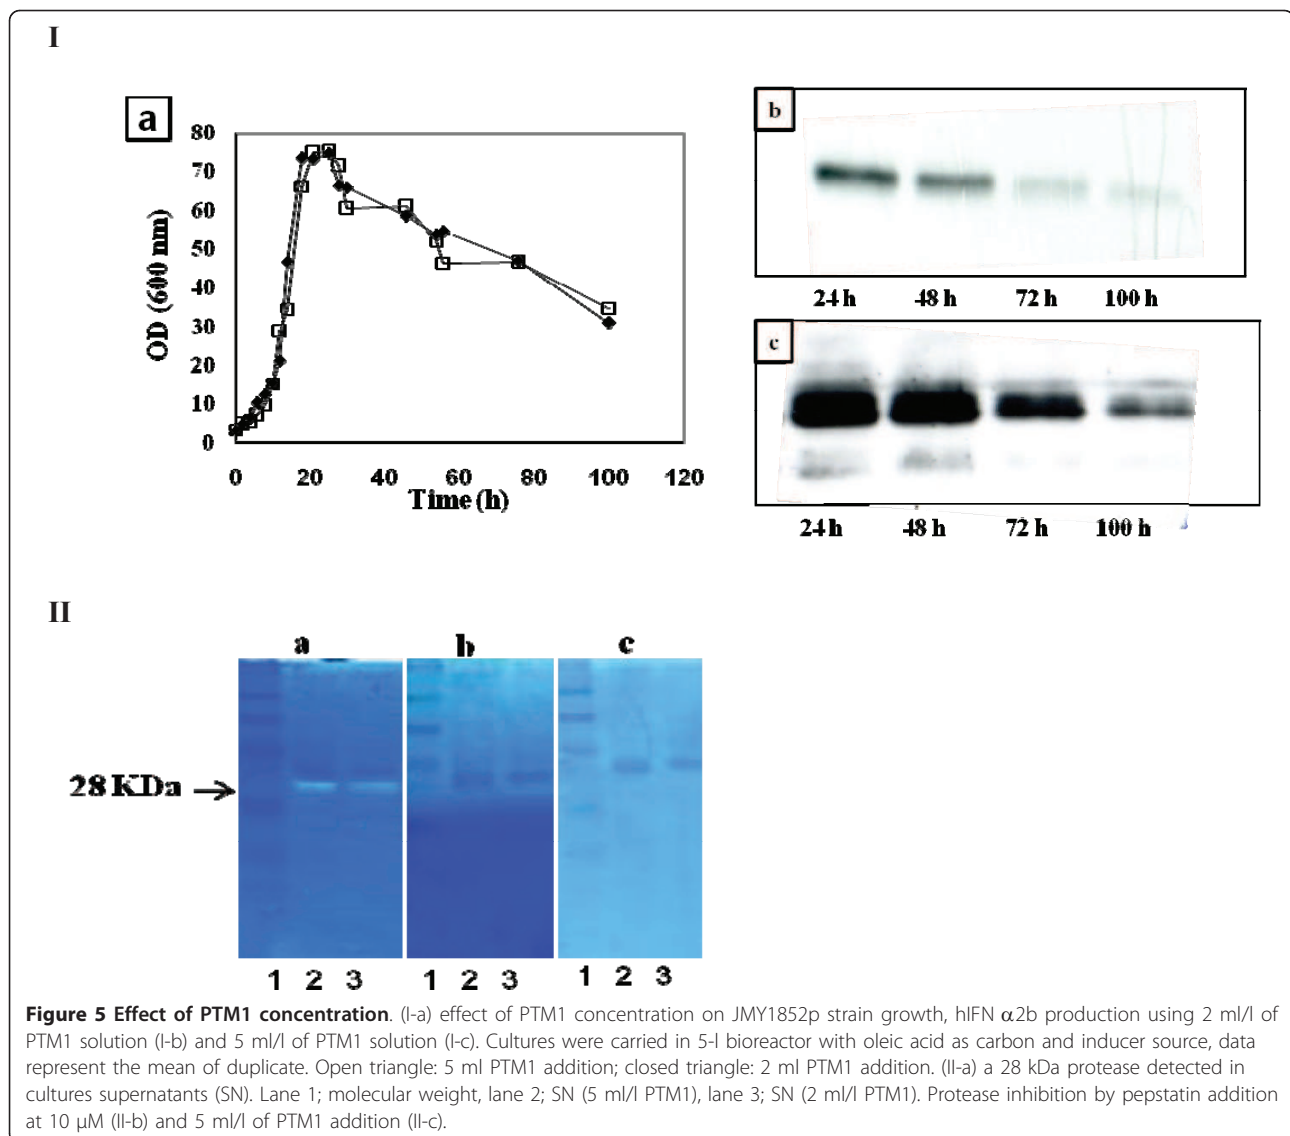 I
a
80
70
60
50
40
30
20
10
0
OD (600 nm)
0 20 40 60 80 100 120
Time (h)
b
24 h 48 h 72 h 100 h
c
24 h 48 h 72 h 100 h
II
a b c
28 KDa →
1 2 3 1 2 3 1 2 3
Figure 5 Effect of PTM1 concentration. (I-a) effect of PTM1 concentration on JMY1852p strain growth, hIFN α2b production using 2 ml/l of
PTM1 solution (I-b) and 5 ml/l of PTM1 solution (I-c). Cultures were carried in 5-l bioreactor with oleic acid as carbon and inducer source, data
represent the mean of duplicate. Open triangle: 5 ml PTM1 addition; closed triangle: 2 ml PTM1 addition. (II-a) a 28 kDa protease detected in
cultures supernatants (SN). Lane 1; molecular weight, lane 2; SN (5 ml/l PTM1), lane 3; SN (2 ml/l PTM1). Protease inhibition by pepstatin addition
at 10 μM (II-b) and 5 ml/l of PTM1 addition (II-c).